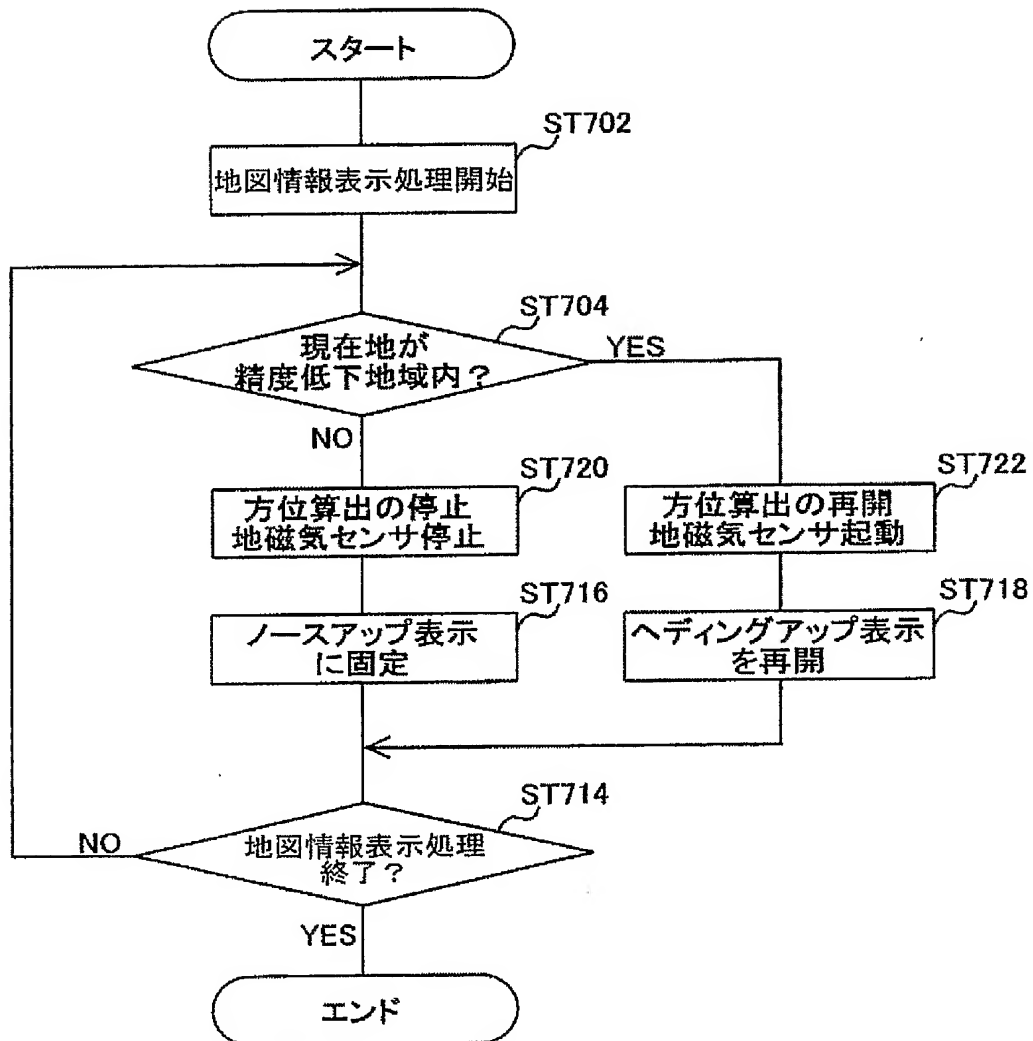 スタート
ST702
地図情報表示処理開始
ST704
現在地が
精度低下地域内?
YES
NO
ST720
方位算出の停止
地磁気センサ停止
ST722
方位算出の再開
地磁気センサ起動
ST716
ノースアップ表示
に固定
ST718
ヘディングアップ表示
を再開
ST714
地図情報表示処理
終了?
NO
YES
エンド